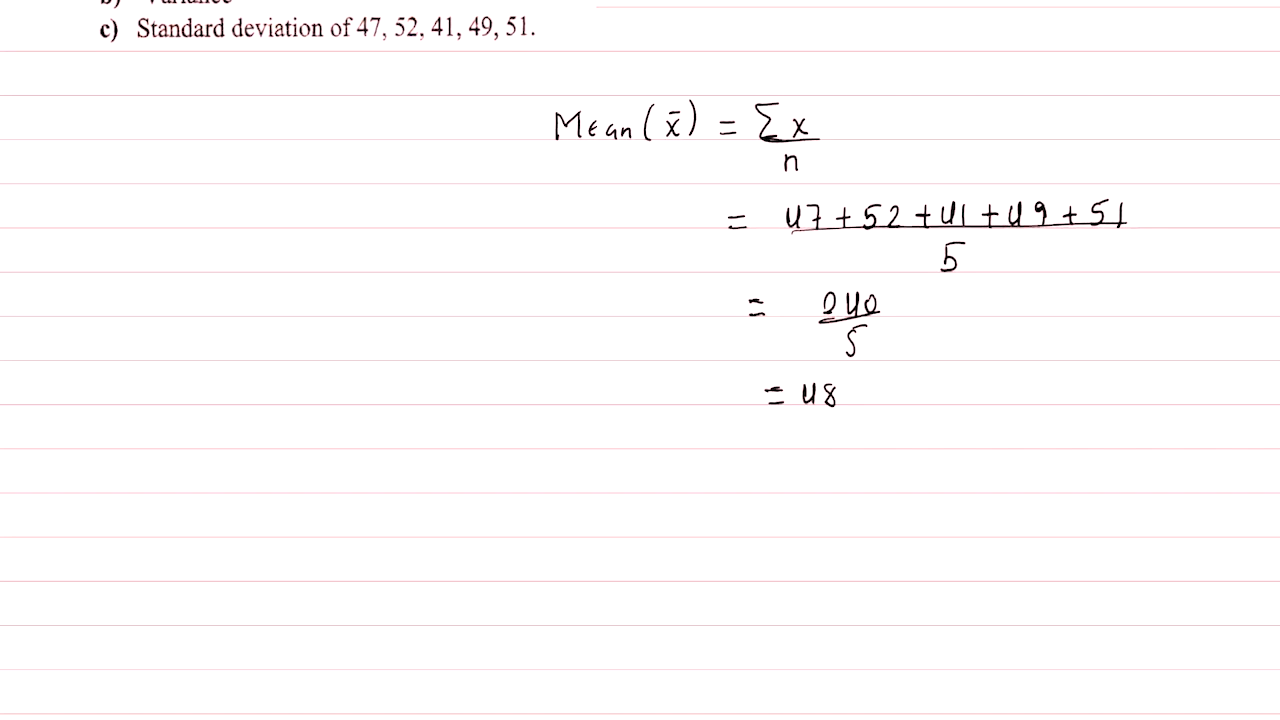 b) Variance
c) Standard deviation of 47, 52, 41, 49, 51.
Mean(x̄) = Σx
n
= 47+52+41+49+51
5
= 240
5
= 48